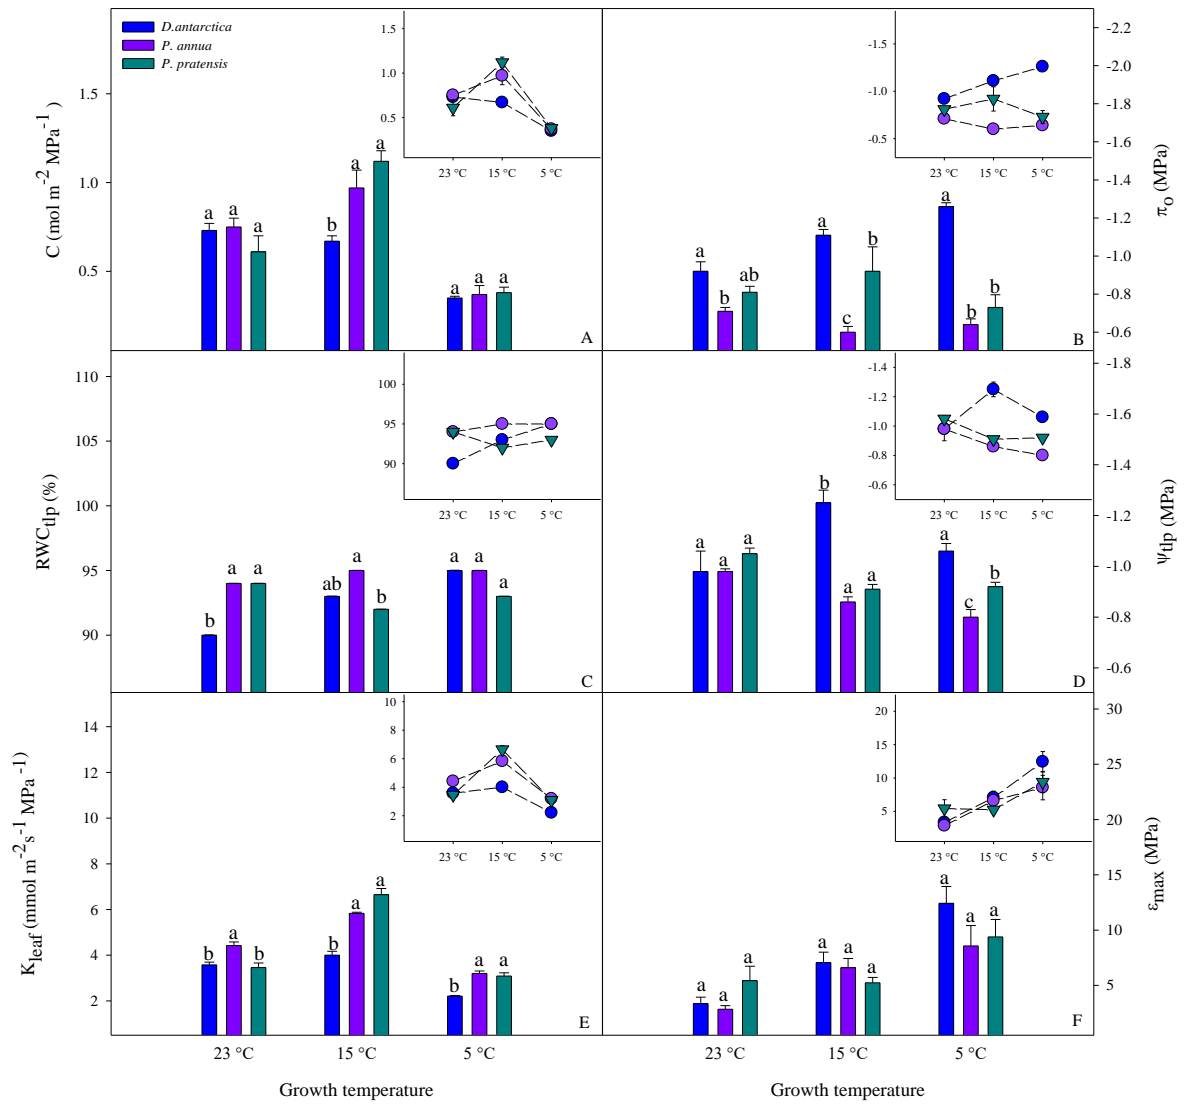 D.antarctica
P. annua
P. pratensis
C (mol m-2 MPa-1)
1.5
1.0
0.5
a
a
a
b
a
a
a
a
a
A
1.5
1.0
0.5
23 °C
15 °C
5 °C
πo (MPa)
-2.2
-2.0
-1.8
-1.6
-1.4
-1.2
-1.0
-0.8
-0.6
a
b
ab
a
c
b
a
b
b
B
-1.5
-1.0
-0.5
23 °C
15 °C
5 °C
RWCtlp (%)
110
105
100
95
90
b
a
a
ab
a
b
a
a
a
C
100
95
90
23 °C
15 °C
5 °C
ψtlp (MPa)
-1.8
-1.6
-1.4
-1.2
-1.0
-0.8
-0.6
a
a
a
b
a
a
a
c
b
D
-1.4
-1.2
-1.0
-0.8
-0.6
23 °C
15 °C
5 °C
Kleaf (mmol m-2s-1 MPa -1)
14
12
10
8
6
4
2
b
a
b
b
a
a
b
a
a
E
10
8
6
4
2
23 °C
15 °C
5 °C
εmax (MPa)
30
25
20
15
10
5
a
a
a
a
a
a
a
a
a
F
20
15
10
5
23 °C
15 °C
5 °C
23 °C 15 °C 5 °C
23 °C 15 °C 5 °C
Growth temperature
Growth temperature